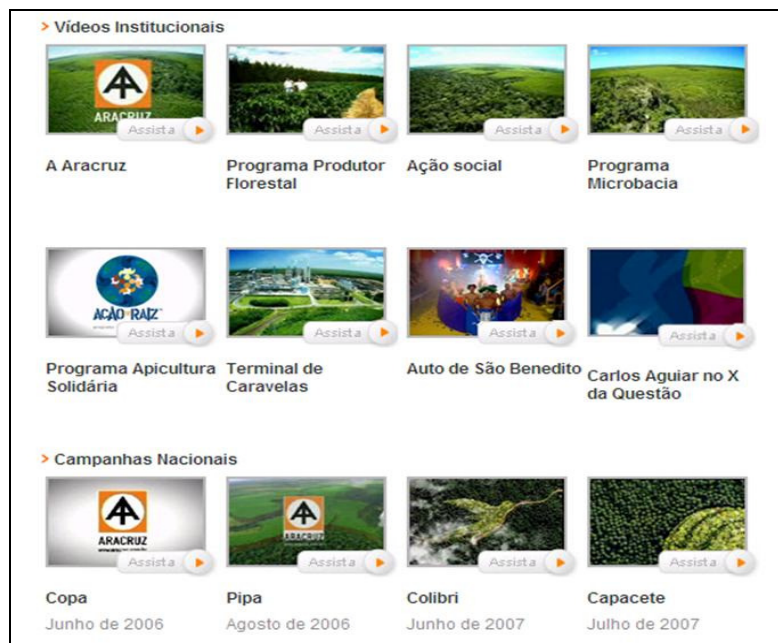 > Vídeos Institucionais
ARACRUZ
Assista
Assista
Assista
Assista
A Aracruz
Programa Produtor
Florestal
Ação social
Programa
Microbacia
AÇÃO RAIZ
Assista
Assista
Assista
Assista
Programa Apicultura
Solidária
Terminal de
Caravelas
Auto de São Benedito
Carlos Aguiar no X
da Questão
> Campanhas Nacionais
ARACRUZ
ARACRUZ
Assista
Assista
Assista
Assista
Copa
Pipa
Colibri
Capacete
Junho de 2006
Agosto de 2006
Junho de 2007
Julho de 2007